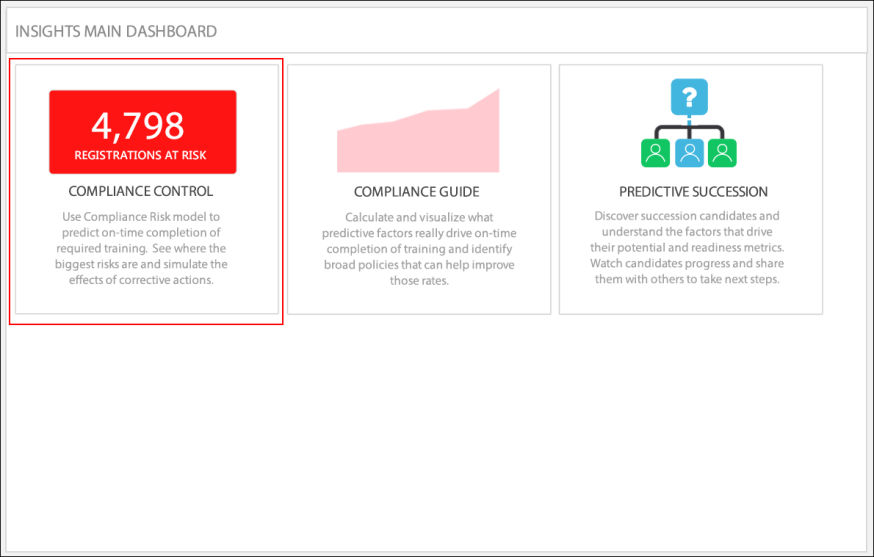 INSIGHTS MAIN DASHBOARD
4,798
REGISTRATIONS AT RISK
COMPLIANCE CONTROL
Use Compliance Risk model to
predict on-time completion of
required training. See where the
biggest risks are and simulate the
effects of corrective actions.
COMPLIANCE GUIDE
Calculate and visualize what
predictive factors really drive on-time
completion of training and identify
broad policies that can help improve
those rates.
?
PREDICTIVE SUCCESSION
Discover succession candidates and
understand the factors that drive
their potential and readiness metrics.
Watch candidates progress and share
them with others to take next steps.